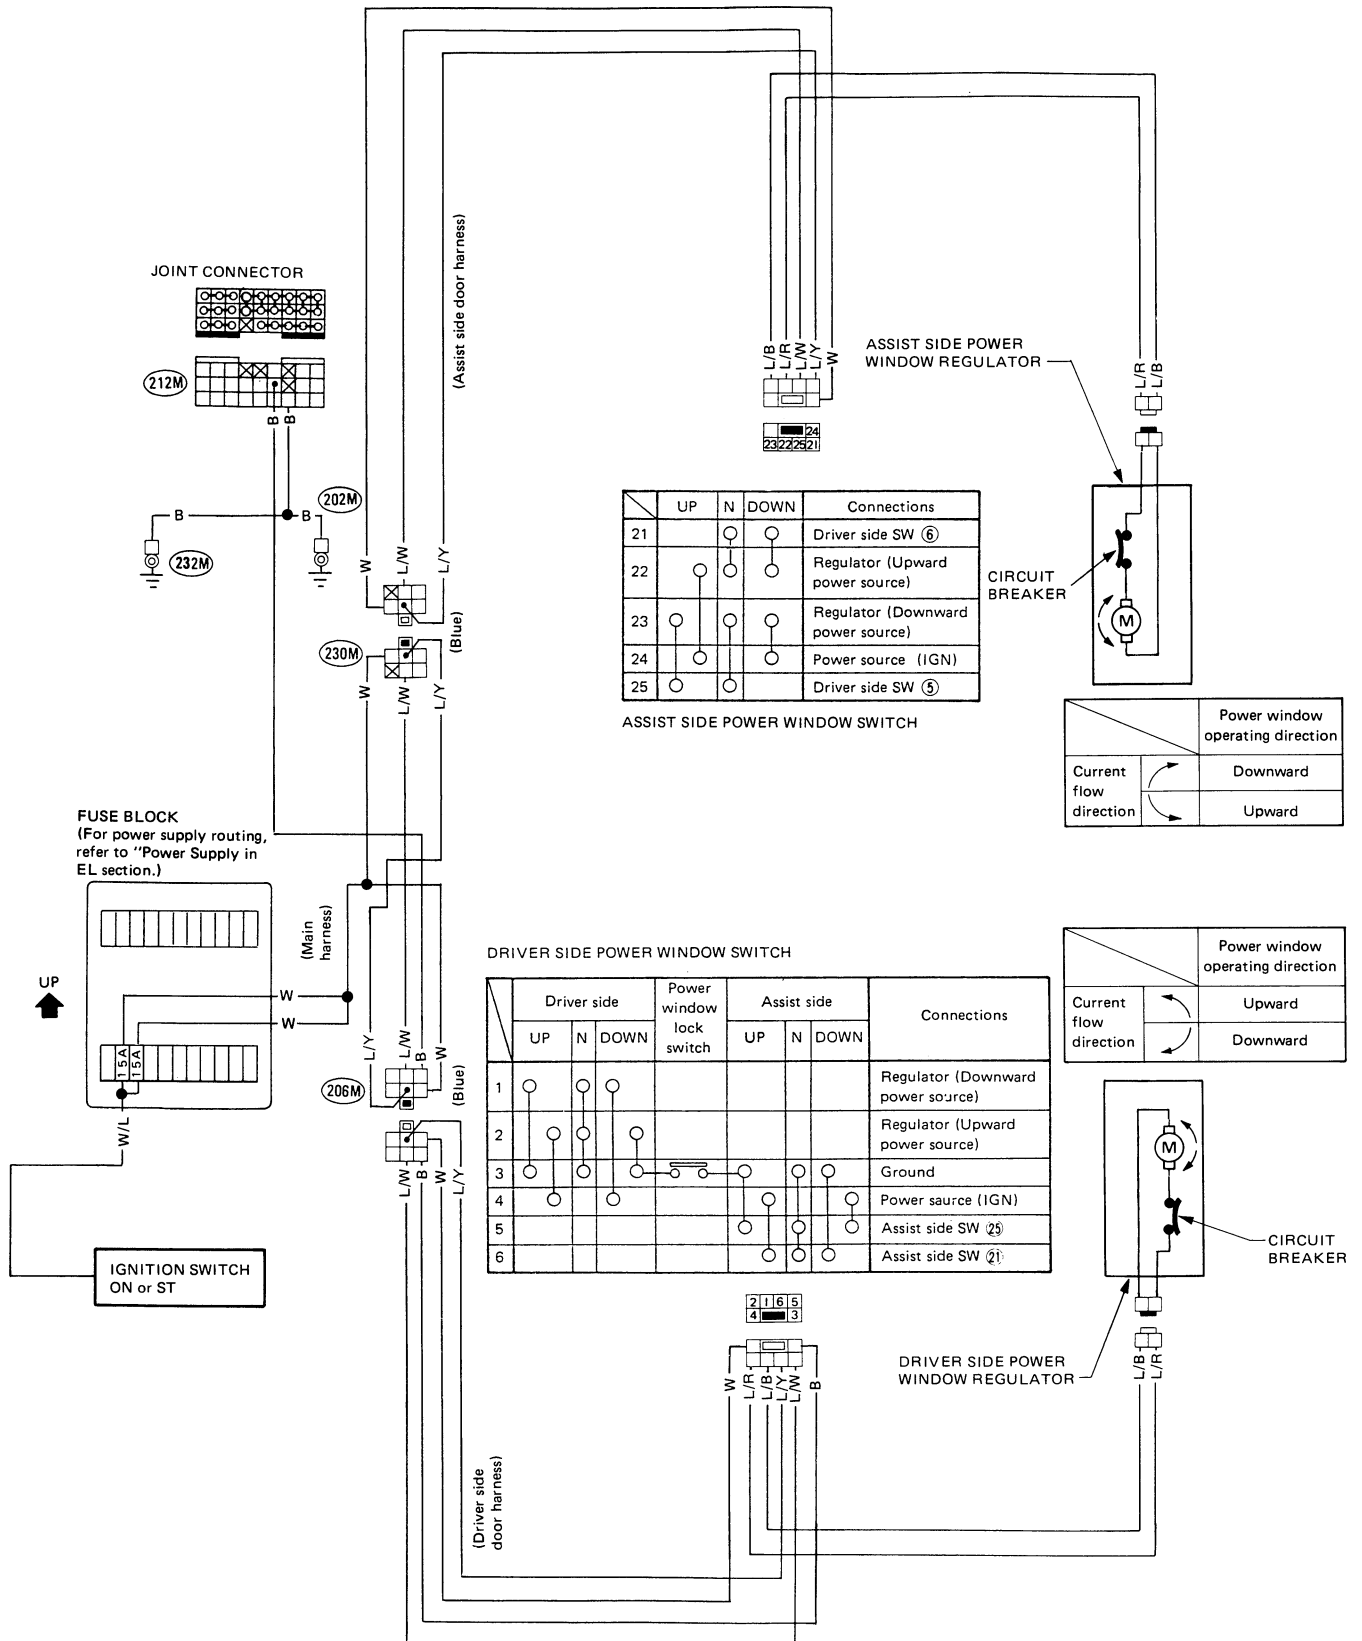 JOINT CONNECTOR
212M
B
B
B
B
202M
232M
(Assist side door harness)
W
L/W
L/Y
(Blue)
230M
W
L/W
L/Y
L/B
L/R
L/W
L/Y
W
24
23 22 25 21
ASSIST SIDE POWER
WINDOW REGULATOR
L/R
L/B
CIRCUIT
BREAKER
M
UP N DOWN Connections
21 Driver side SW 6
22 Regulator (Upward
power source)
23 Regulator (Downward
power source)
24 Power source (IGN)
25 Driver side SW 5
ASSIST SIDE POWER WINDOW SWITCH
Power window
operating direction
Current
flow
direction
Downward
Upward
FUSE BLOCK
(For power supply routing,
refer to "Power Supply in
EL section.)
UP
15A
15A
W
W
W/L
(Main
harness)
IGNITION SWITCH
ON or ST
L/Y
L/W
B
W
(Blue)
206M
L/W
B
W
L/Y
DRIVER SIDE POWER WINDOW SWITCH
Driver side
Power
window
lock
switch
Assist side
Connections
UP N DOWN UP N DOWN
1 Regulator (Downward
power source)
2 Regulator (Upward
power source)
3 Ground
4 Power saurce (IGN)
5 Assist side SW 25
6 Assist side SW 21
2 1 6 5
4 3
W
L/R
L/B
L/Y
L/W
B
(Driver side
door harness)
Power window
operating direction
Current
flow
direction
Upward
Downward
M
CIRCUIT
BREAKER
DRIVER SIDE POWER
WINDOW REGULATOR
L/B
L/R